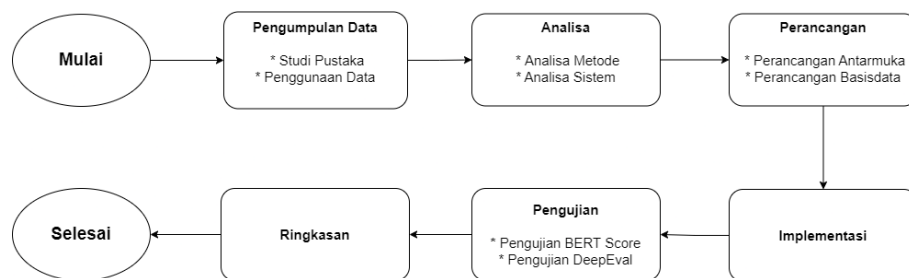 Mulai
Pengumpulan Data
* Studi Pustaka
* Penggunaan Data
Analisa
* Analisa Metode
* Analisa Sistem
Perancangan
* Perancangan Antarmuka
* Perancangan Basisdata
Implementasi
Pengujian
* Pengujian BERT Score
* Pengujian DeepEval
Ringkasan
Selesai